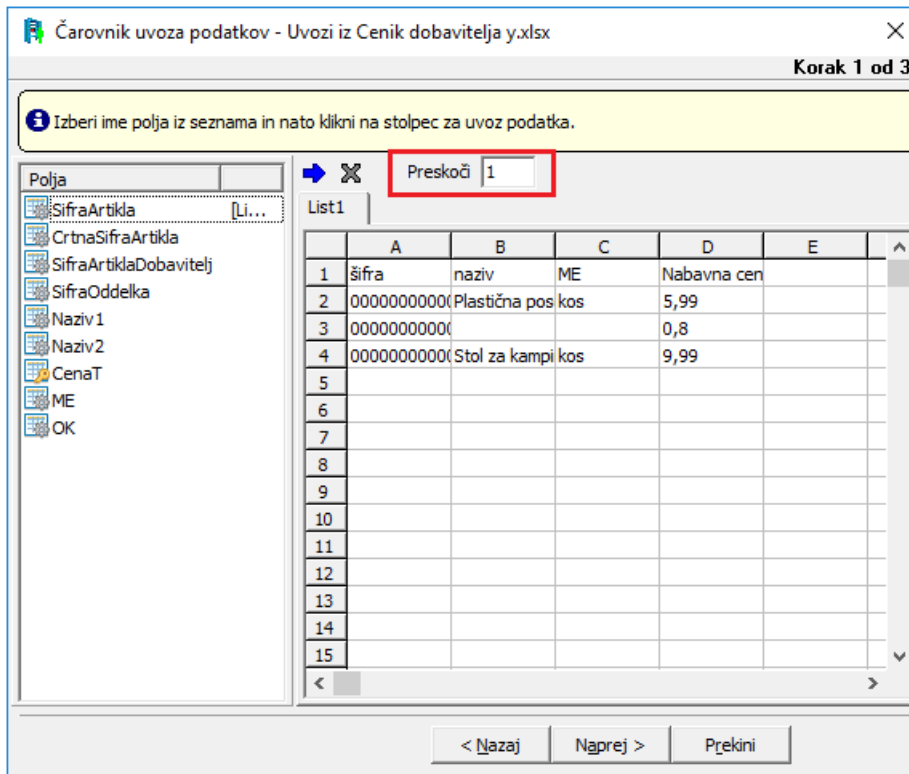 Čarovnik uvoza podatkov - Uvozi iz Cenik dobavitelja y.xlsx
Korak 1 od 3
Izberi ime polja iz seznama in nato klikni na stolpec za uvoz podatka.
Polja
SifraArtikla [Li...
CrtnaSifraArtikla
SifraArtiklaDobavitelj
SifraOddelka
Naziv1
Naziv2
CenaT
ME
OK
Preskoči 1
List1
A B C D E
1 šifra naziv ME Nabavna cen
2 00000000000 Plastična pos kos 5,99
3 00000000000 0,8
4 00000000000 Stol za kampi kos 9,99
5
6
7
8
9
10
11
12
13
14
15
< Nazaj Naprej > Prekini